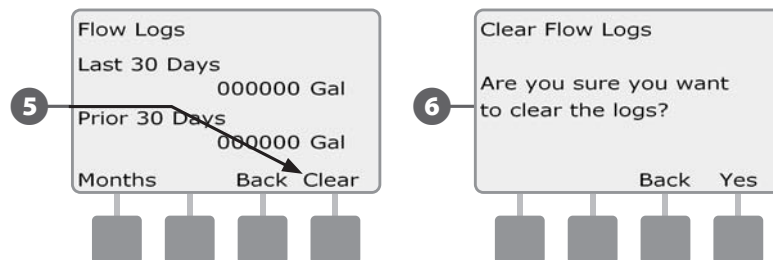 5
Flow Logs
Last 30 Days
000000 Gal
Prior 30 Days
000000 Gal
Months Back Clear
6
Clear Flow Logs
Are you sure you want
to clear the logs?
Back Yes